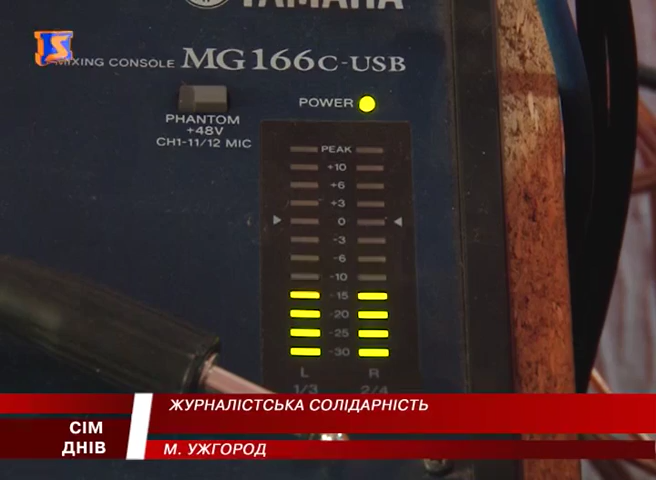 YAMAHA
MIXING CONSOLE MG166C-USB
POWER
PHANTOM
+48V
CH1-11/12 MIC
PEAK
+10
+6
+3
0
-3
-6
-10
-15
-20
-25
-30
L R
1/3 2/4
ЖУРНАЛІСТСЬКА СОЛІДАРНІСТЬ
СІМ
ДНІВ
М. УЖГОРОД